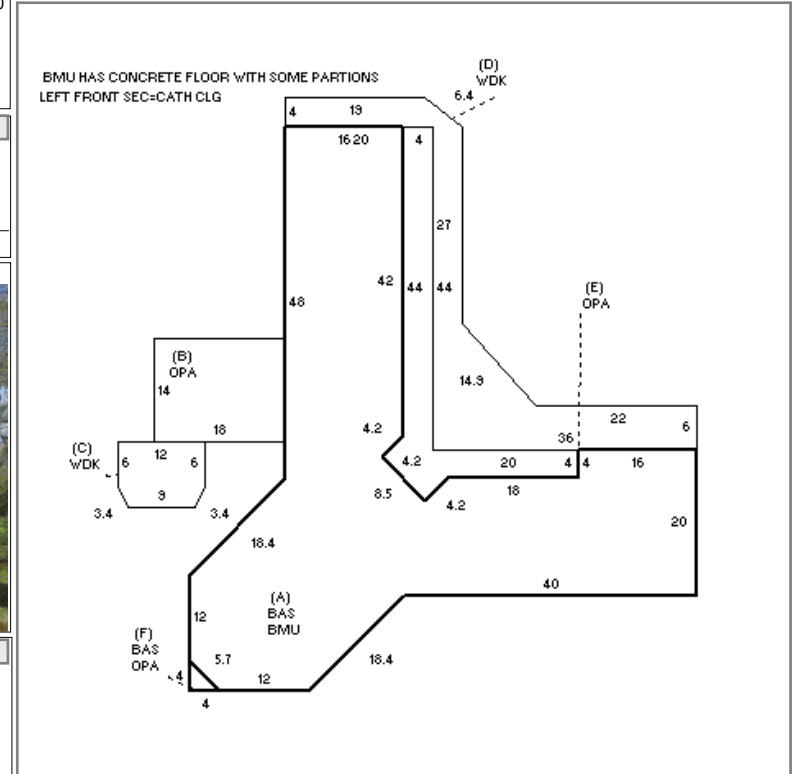 BMU HAS CONCRETE FLOOR WITH SOME PARTIONS
LEFT FRONT SEC=CATH CLG
(D)
WDK
6.4
4
19
16 20
4
27
48
42
44
44
(E)
OPA
(B)
OPA
14
14.9
18
22
6
36
4.2
(C)
WDK
6
12
6
4.2
20
4
4
16
9
8.5
18
4.2
3.4
3.4
20
18.4
40
(A)
BAS
BMU
12
(F)
BAS
OPA
5.7
4
12
18.4
4